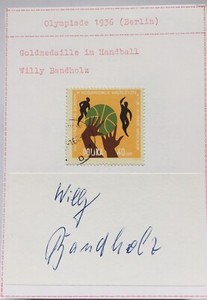 Olympiade 1936 (Berlin)
Goldmedaille in Handball
Willy Bandholz
Willy
Bandholz